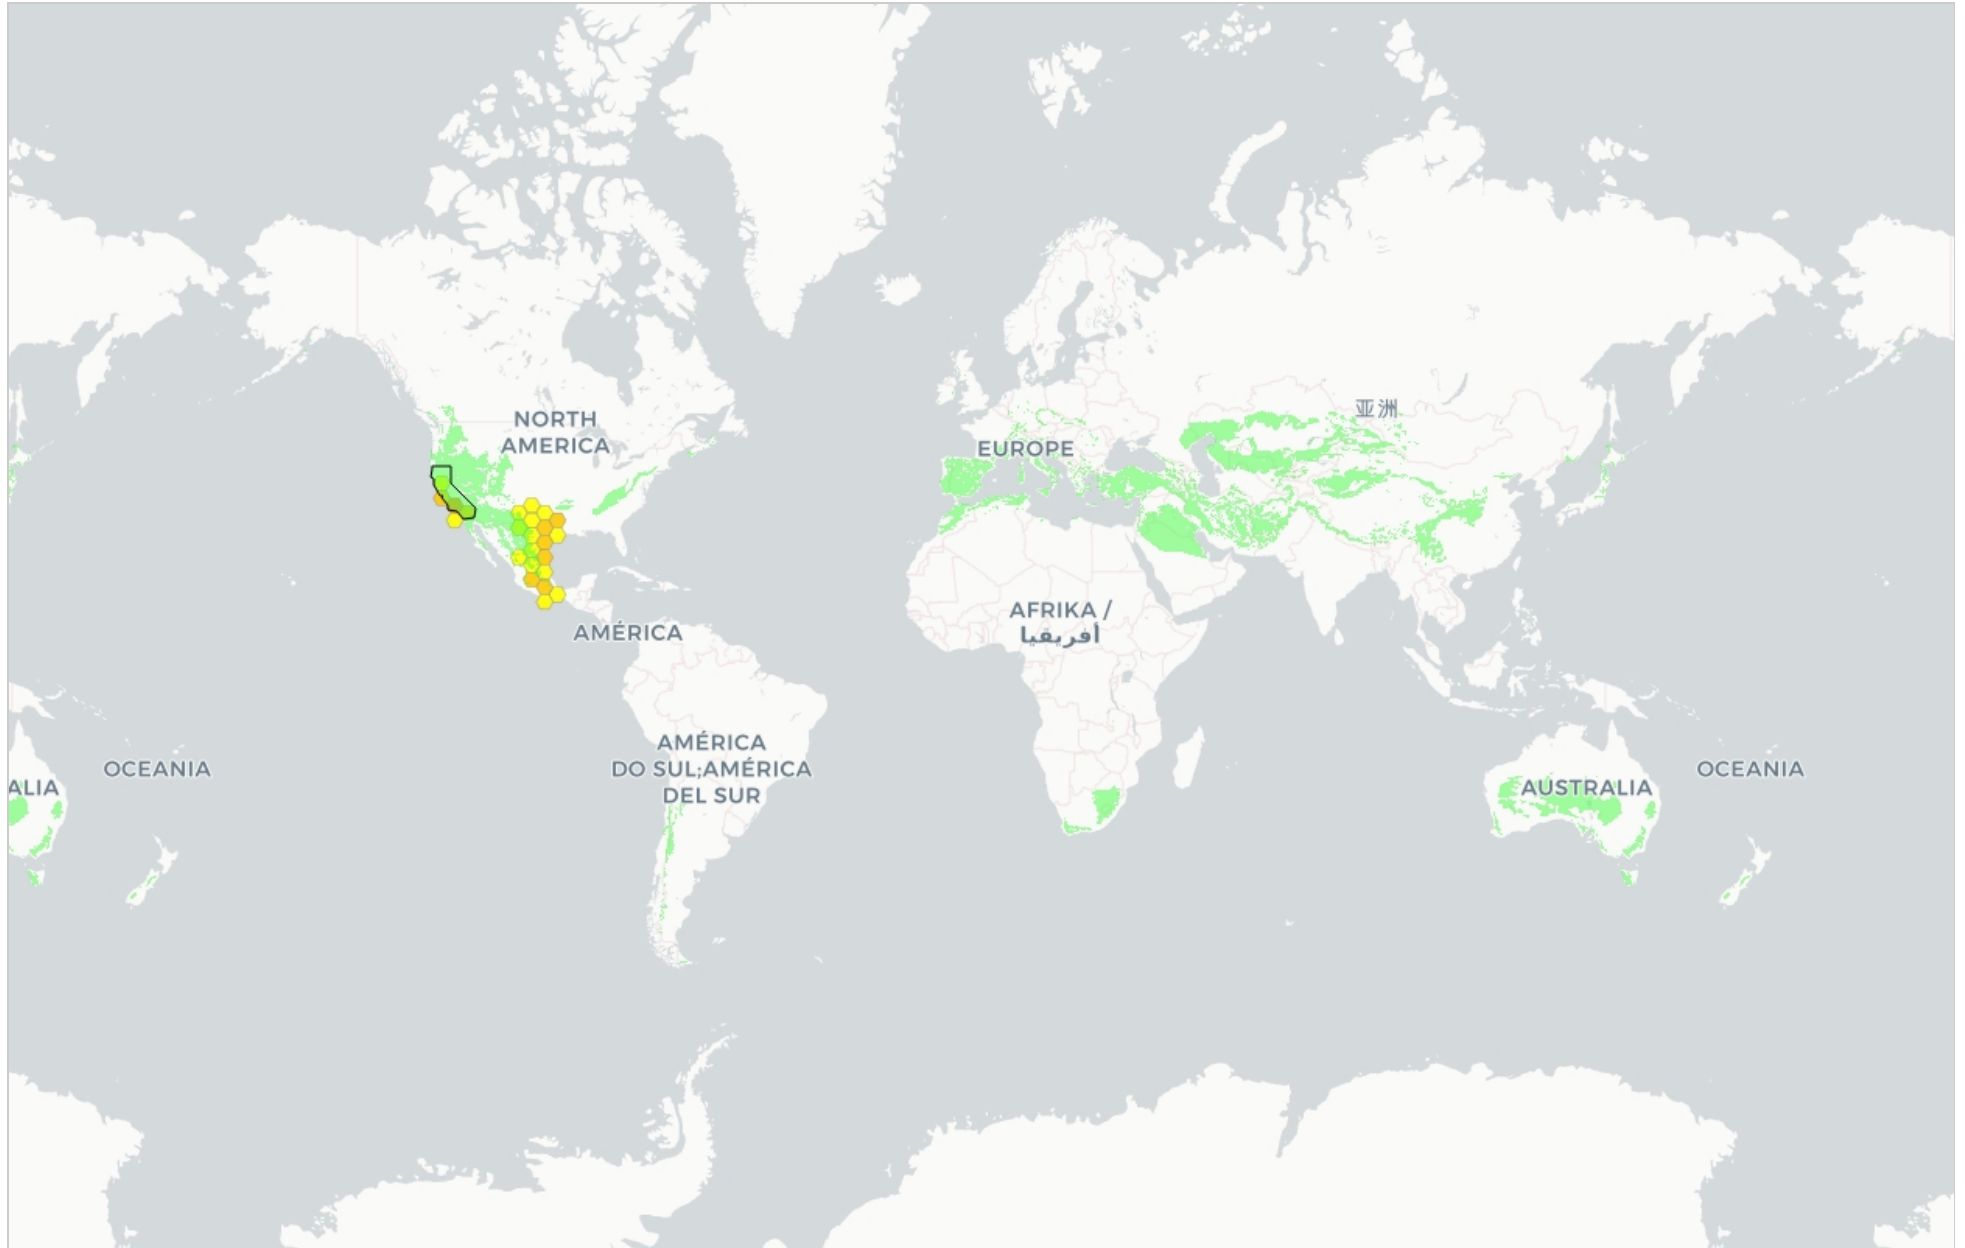 NORTH
AMERICA
亚洲
EUROPE
AFRIKA /
أفريقيا
AMÉRICA
AMÉRICA
DO SUL;AMÉRICA
DEL SUR
OCEANIA
ALIA
AUSTRALIA
OCEANIA